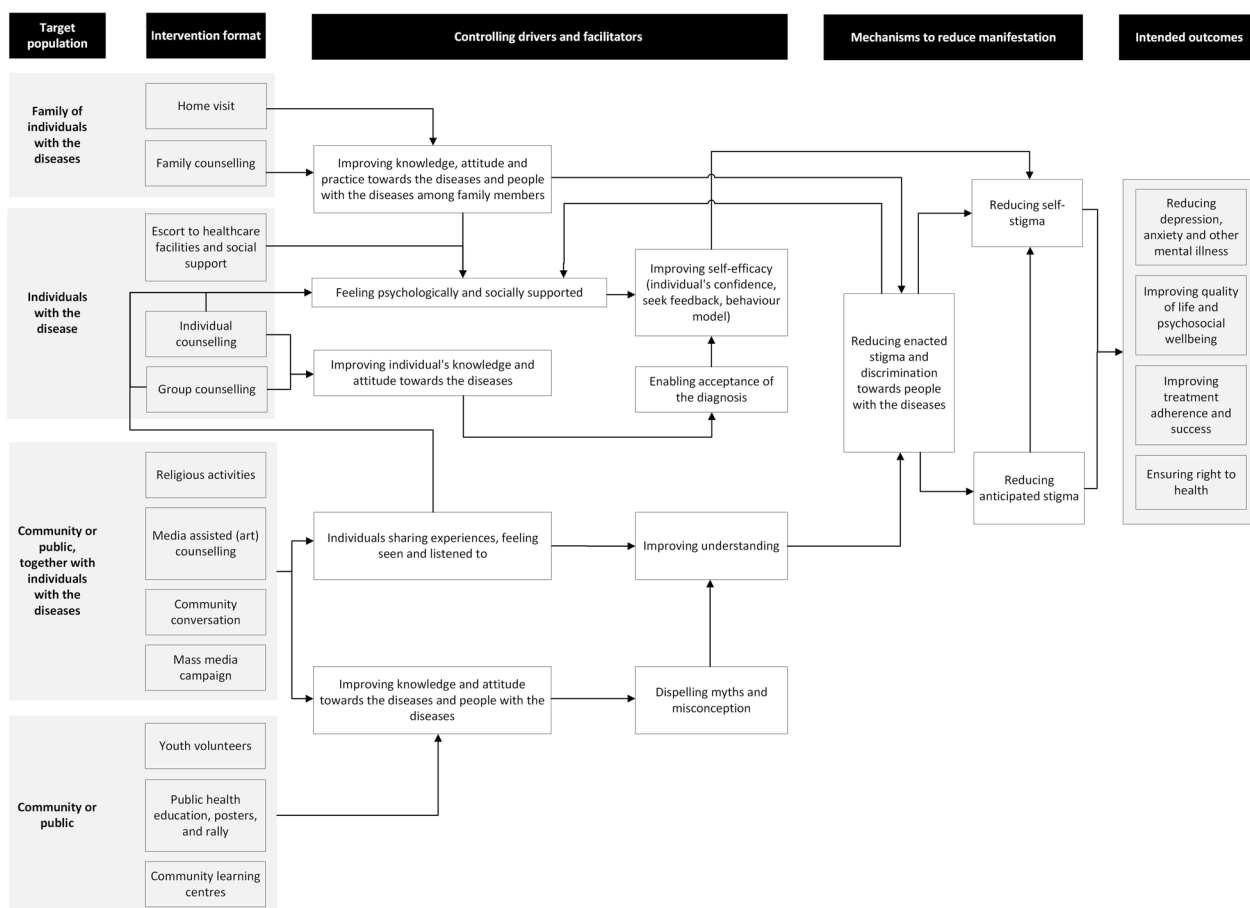 Target
population
Intervention format
Controlling drivers and facilitators
Mechanisms to reduce manifestation
Intended outcomes
Family of
individuals
with the
diseases
Home visit
Family counselling
Improving knowledge, attitude and
practice towards the diseases and people
with the diseases among family members
Individuals
with the
disease
Escort to healthcare
facilities and social
support
Individual
counselling
Group counselling
Feeling psychologically and socially supported
Improving individual's knowledge and
attitude towards the diseases
Improving self-efficacy
(individual's confidence,
seek feedback, behaviour
model)
Enabling acceptance of
the diagnosis
Reducing enacted
stigma and
discrimination
towards people
with the diseases
Reducing self-
stigma
Reducing
anticipated stigma
Reducing
depression,
anxiety and other
mental illness
Improving quality
of life and
psychosocial
wellbeing
Improving
treatment
adherence and
success
Ensuring right to
health
Community or
public,
together with
individuals
with the
diseases
Religious activities
Media assisted (art)
counselling
Community
conversation
Mass media
campaign
Individuals sharing experiences, feeling
seen and listened to
Improving understanding
Improving knowledge and attitude
towards the diseases and people with the
diseases
Dispelling myths and
misconception
Community or
public
Youth volunteers
Public health
education, posters,
and rally
Community learning
centres